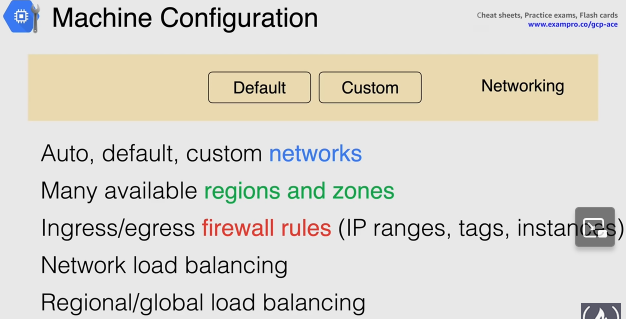 Machine Configuration
Cheat sheets, Practice exams, Flash cards
www.exampro.co/gcp-ace
Default Custom Networking
Auto, default, custom networks
Many available regions and zones
Ingress/egress firewall rules (IP ranges, tags, instances)
Network load balancing
Regional/global load balancing